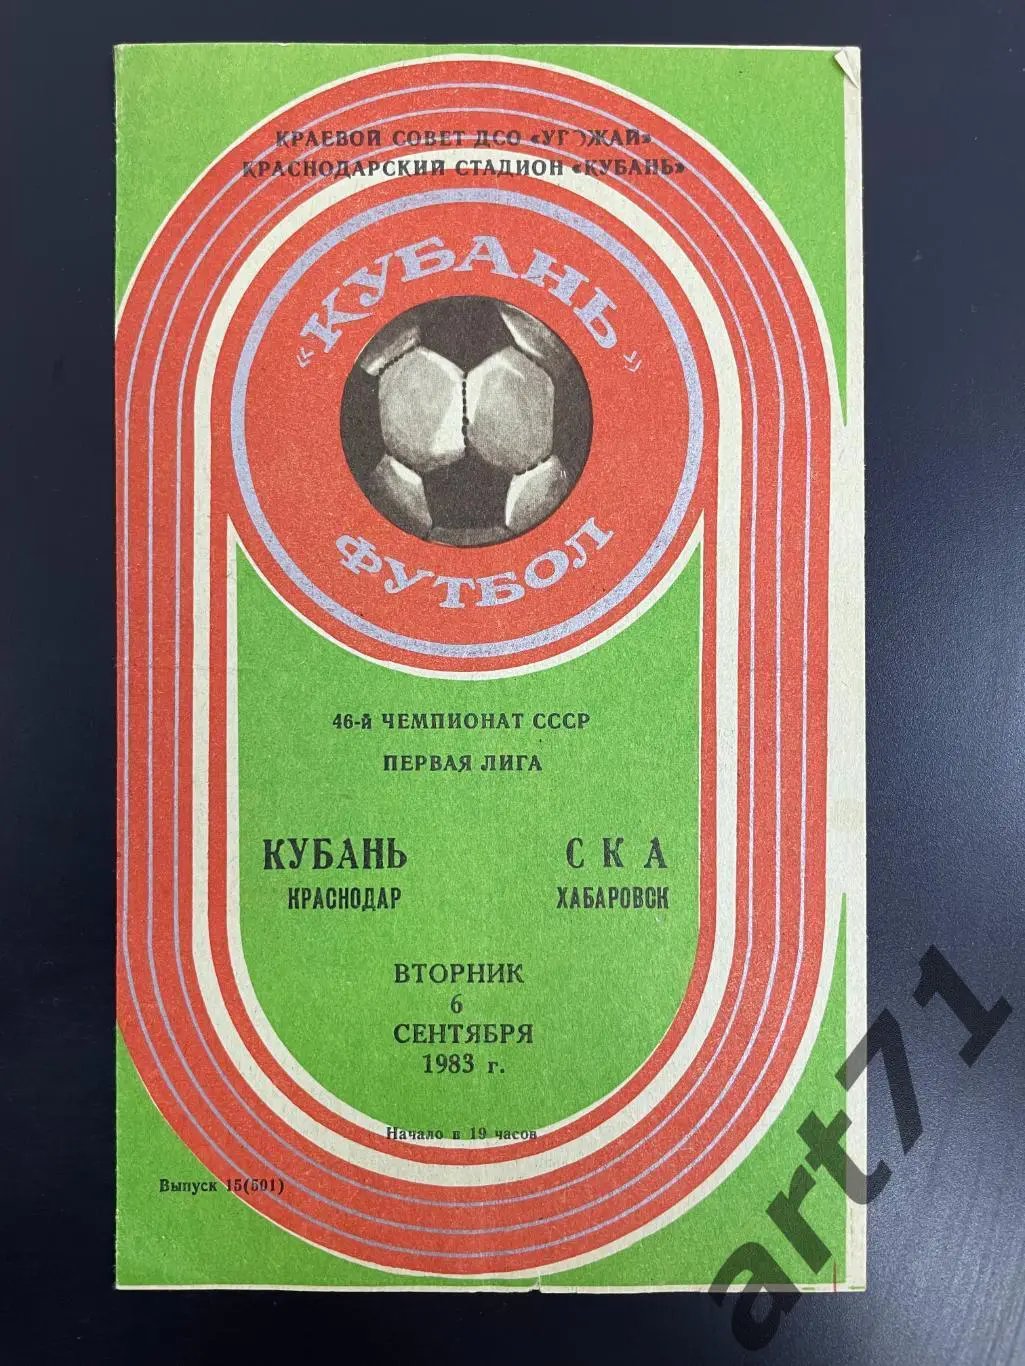 КРАЕВОЙ СОВЕТ ДСО «УРОЖАЙ»
КРАСНОДАРСКИЙ СТАДИОН «КУБАНЬ»
«КУБАНЬ»
ФУТБОЛ
46-й ЧЕМПИОНАТ СССР
ПЕРВАЯ ЛИГА
КУБАНЬ СКА
КРАСНОДАР ХАБАРОВСК
ВТОРНИК
6
СЕНТЯБРЯ
1983 г.
Начало в 19 часов
Выпуск 15(501)
art71